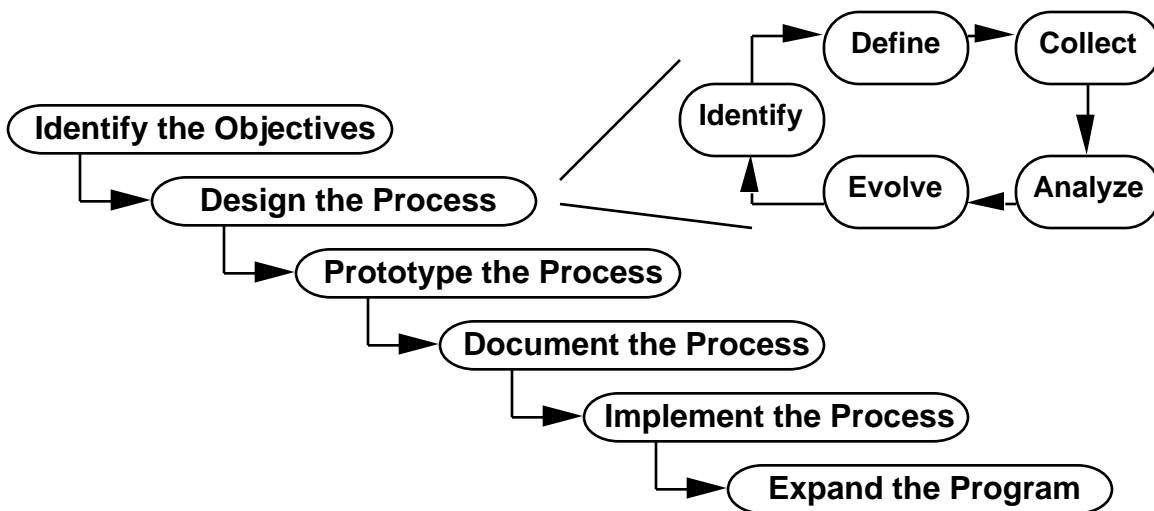 Define
Collect
Identify
Identify the Objectives
Evolve
Analyze
Design the Process
Prototype the Process
Document the Process
Implement the Process
Expand the Program